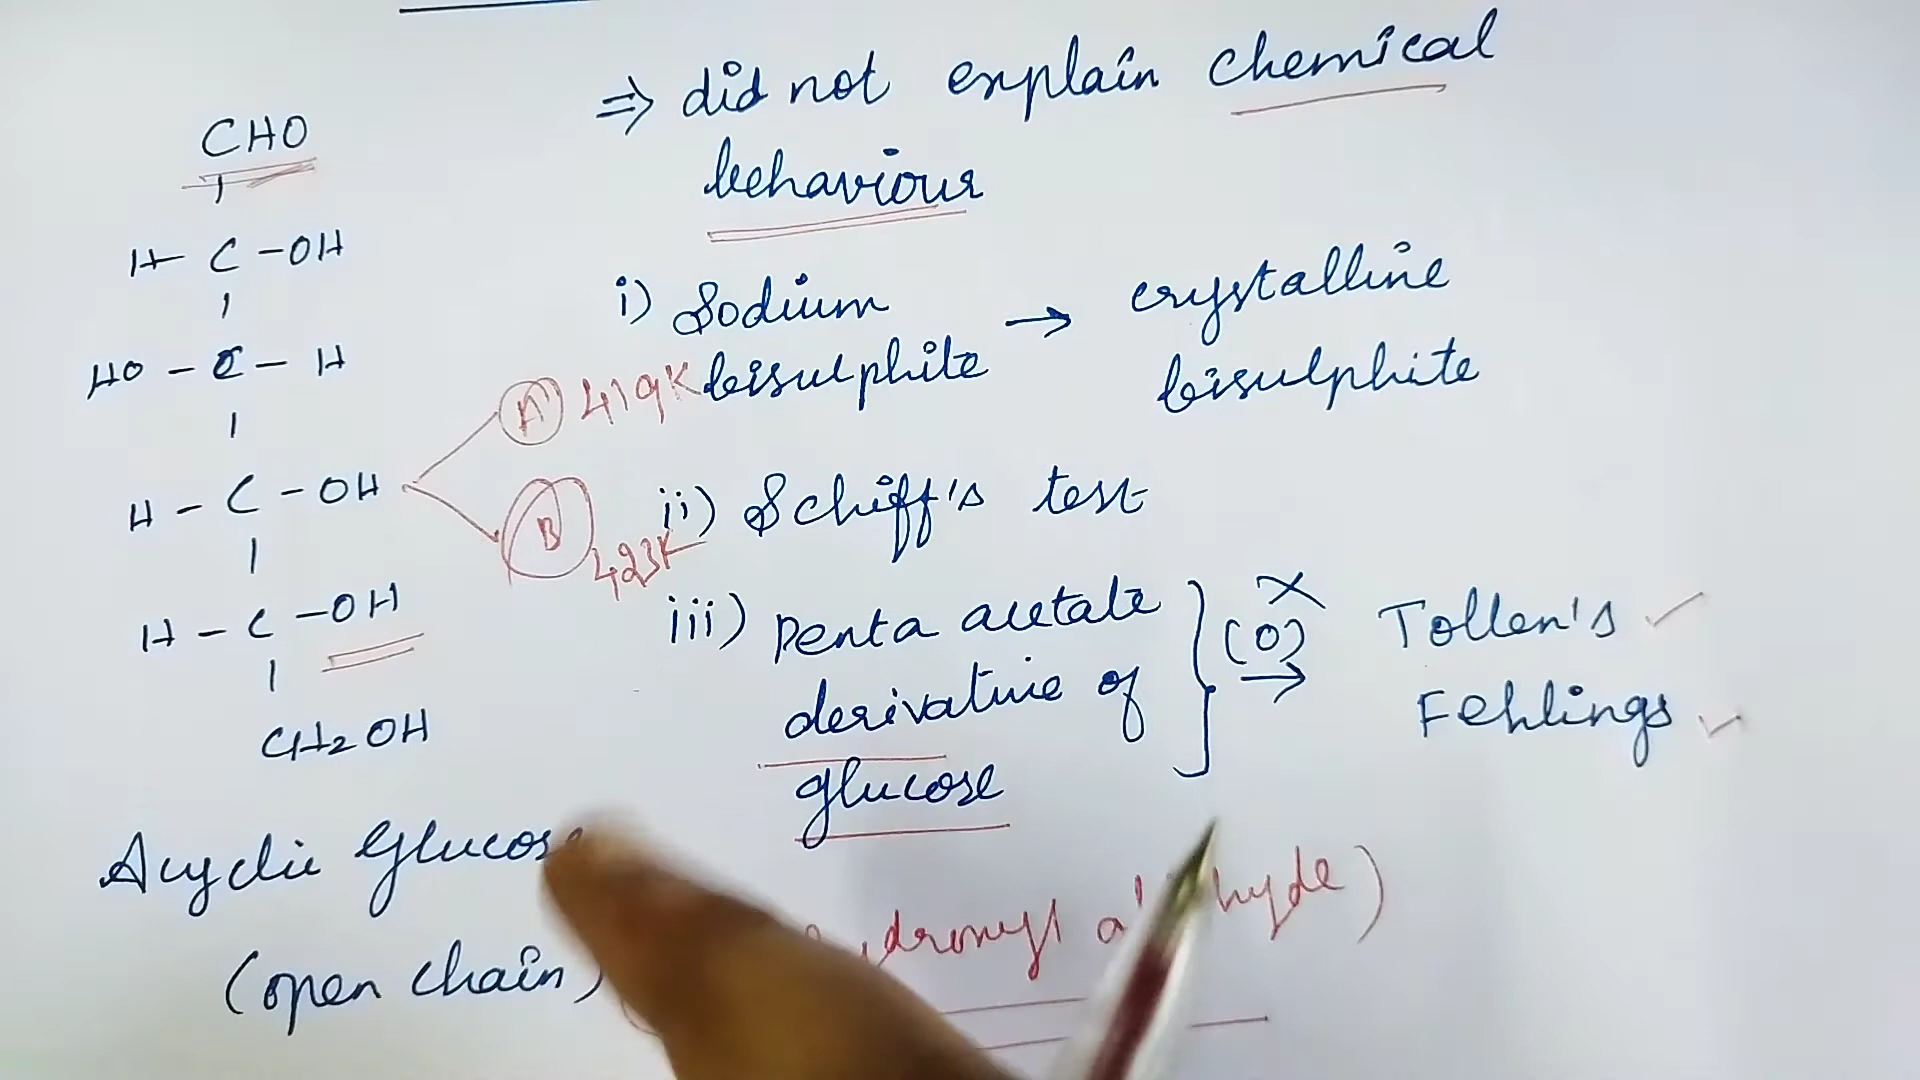 CHO
H - C - OH
HO - C - H
H - C - OH
H - C - OH
CH2OH
Acyclic Glucose
(open chain)
⇒ did not explain chemical
behaviour
i) Sodium
bisulphite → crystalline
bisulphite
A 419K
B 423K
ii) Schiff's test
iii) Penta acetate
derivative of
glucose
(O) →
X
Tollen's ✓
Fehlings ✓